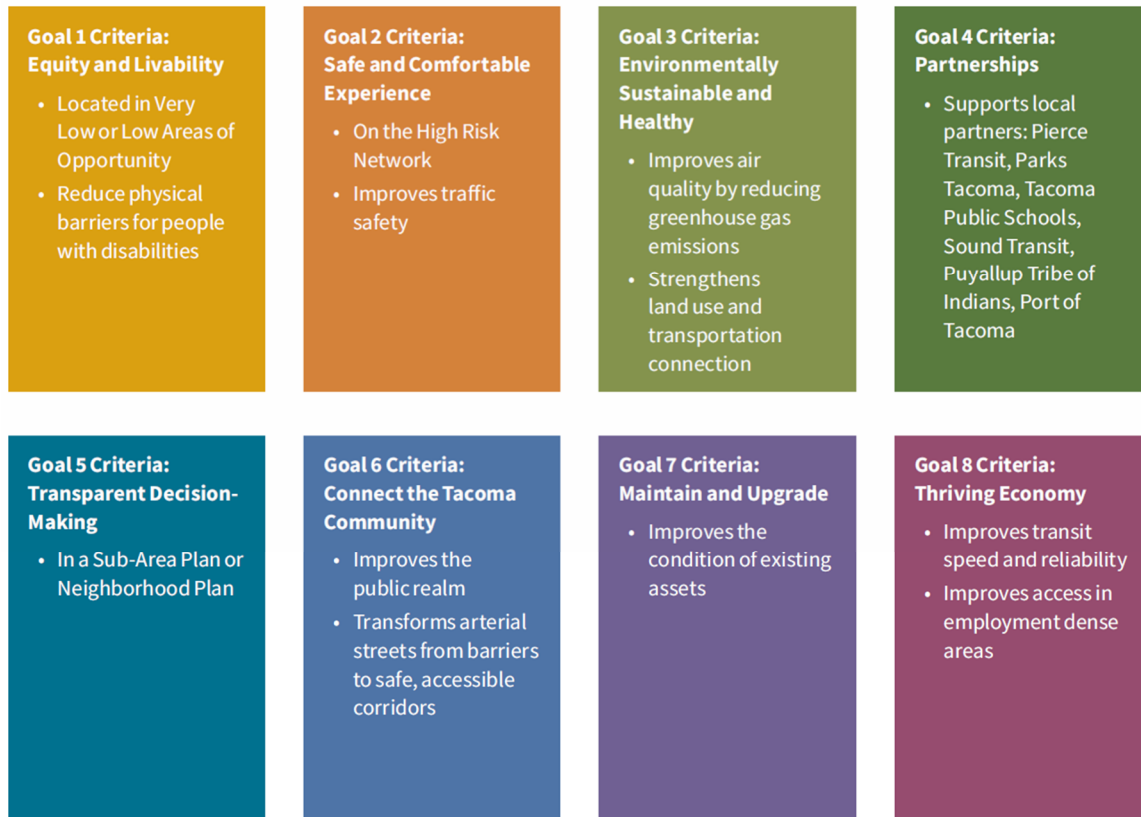 Goal 1 Criteria:
Equity and Livability
• Located in Very
Low or Low Areas of
Opportunity
• Reduce physical
barriers for people
with disabilities
Goal 2 Criteria:
Safe and Comfortable
Experience
• On the High Risk
Network
• Improves traffic
safety
Goal 3 Criteria:
Environmentally
Sustainable and
Healthy
• Improves air
quality by reducing
greenhouse gas
emissions
• Strengthens
land use and
transportation
connection
Goal 4 Criteria:
Partnerships
• Supports local
partners: Pierce
Transit, Parks
Tacoma, Tacoma
Public Schools,
Sound Transit,
Puyallup Tribe of
Indians, Port of
Tacoma
Goal 5 Criteria:
Transparent Decision-
Making
• In a Sub-Area Plan or
Neighborhood Plan
Goal 6 Criteria:
Connect the Tacoma
Community
• Improves the
public realm
• Transforms arterial
streets from barriers
to safe, accessible
corridors
Goal 7 Criteria:
Maintain and Upgrade
• Improves the
condition of existing
assets
Goal 8 Criteria:
Thriving Economy
• Improves transit
speed and reliability
• Improves access in
employment dense
areas